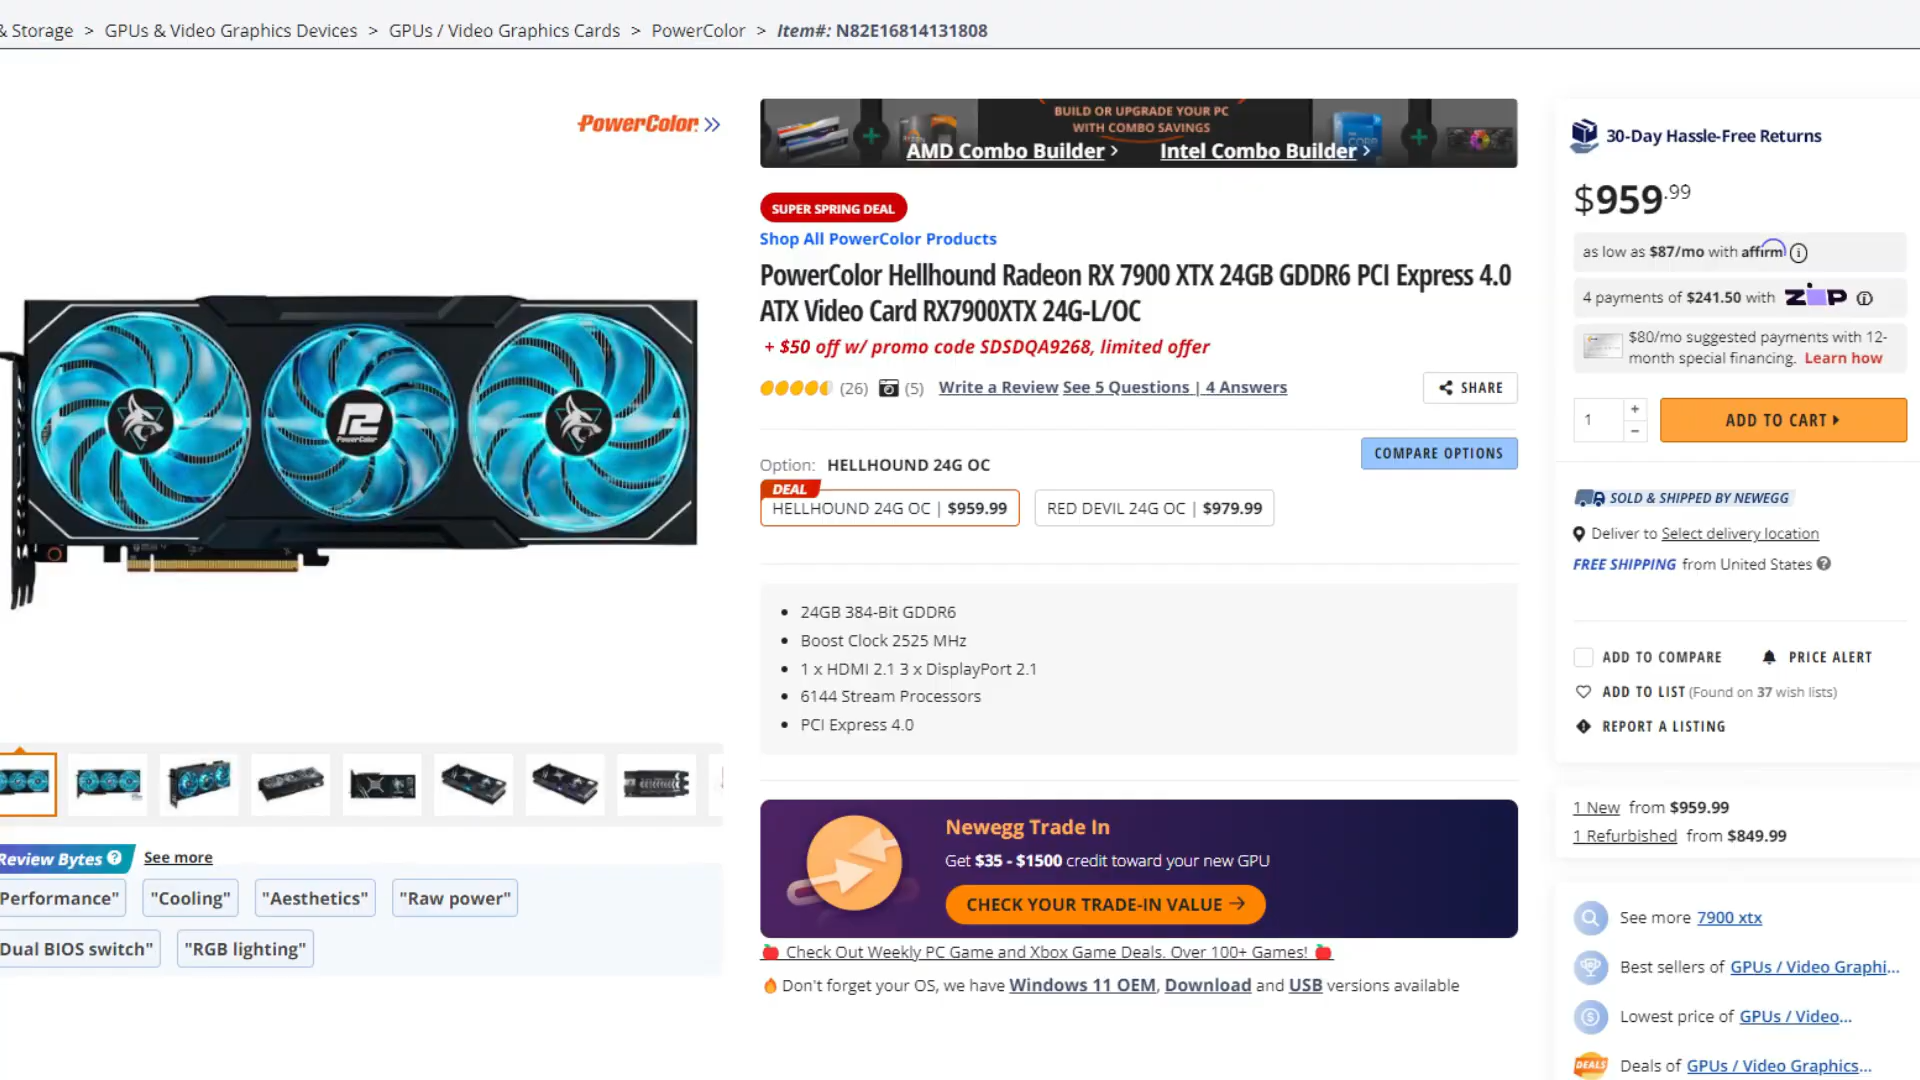 & Storage > GPUs & Video Graphics Devices > GPUs / Video Graphics Cards > PowerColor > Item#: N82E16814131808
PowerColor
BUILD OR UPGRADE YOUR PC
WITH COMBO SAVINGS
AMD Combo Builder Intel Combo Builder
SUPER SPRING DEAL
Shop All PowerColor Products
PowerColor Hellhound Radeon RX 7900 XTX 24GB GDDR6 PCI Express 4.0
ATX Video Card RX7900XTX 24G-L/OC
+ $50 off w/ promo code SDSDQA9268, limited offer
(26) (5) Write a Review See 5 Questions | 4 Answers
SHARE
Option: HELLHOUND 24G OC
COMPARE OPTIONS
DEAL
HELLHOUND 24G OC | $959.99
RED DEVIL 24G OC | $979.99
24GB 384-Bit GDDR6
Boost Clock 2525 MHz
1 x HDMI 2.1 3 x DisplayPort 2.1
6144 Stream Processors
PCI Express 4.0
PowerColor
Review Bytes See more
Performance" "Cooling" "Aesthetics" "Raw power"
Dual BIOS switch" "RGB lighting"
Newegg Trade In
Get $35 - $1500 credit toward your new GPU
CHECK YOUR TRADE-IN VALUE
Check Out Weekly PC Game and Xbox Game Deals. Over 100+ Games!
Don't forget your OS, we have Windows 11 OEM, Download and USB versions available
30-Day Hassle-Free Returns
$959.99
as low as $87/mo with affirm
4 payments of $241.50 with ZIP
$80/mo suggested payments with 12-
month special financing. Learn how
1 + −
ADD TO CART
SOLD & SHIPPED BY NEWEGG
Deliver to Select delivery location
FREE SHIPPING from United States
ADD TO COMPARE PRICE ALERT
ADD TO LIST (Found on 37 wish lists)
REPORT A LISTING
1 New from $959.99
1 Refurbished from $849.99
See more 7900 xtx
Best sellers of GPUs / Video Graphi...
Lowest price of GPUs / Video...
DEALS Deals of GPUs / Video Graphics...